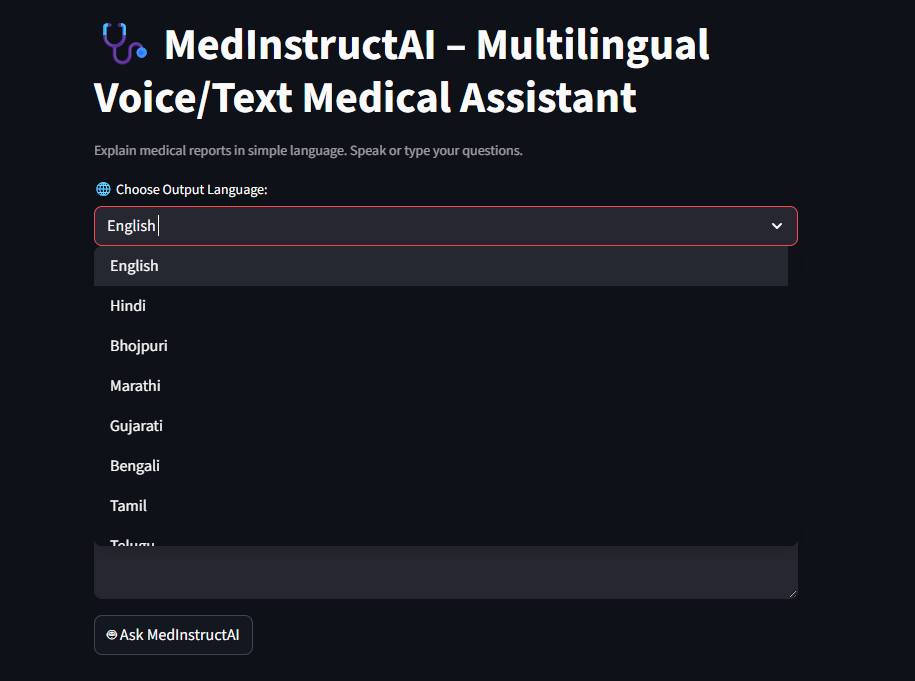 MedInstructAI – Multilingual
Voice/Text Medical Assistant
Explain medical reports in simple language. Speak or type your questions.
Choose Output Language:
English
English
Hindi
Bhojpuri
Marathi
Gujarati
Bengali
Tamil
Telugu
Ask MedInstructAI